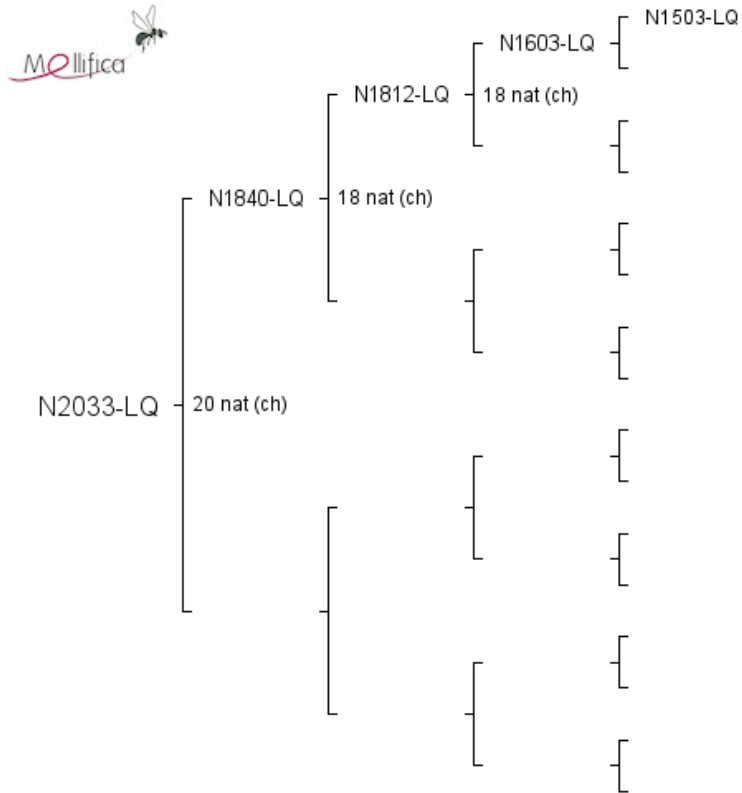 Mellifica
N1503-LQ
N1603-LQ
N1812-LQ
18 nat (ch)
N1840-LQ
18 nat (ch)
N2033-LQ
20 nat (ch)